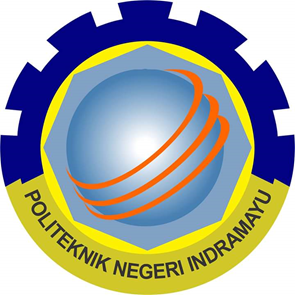 POLITEKNIK NEGERI INDRAMAYU